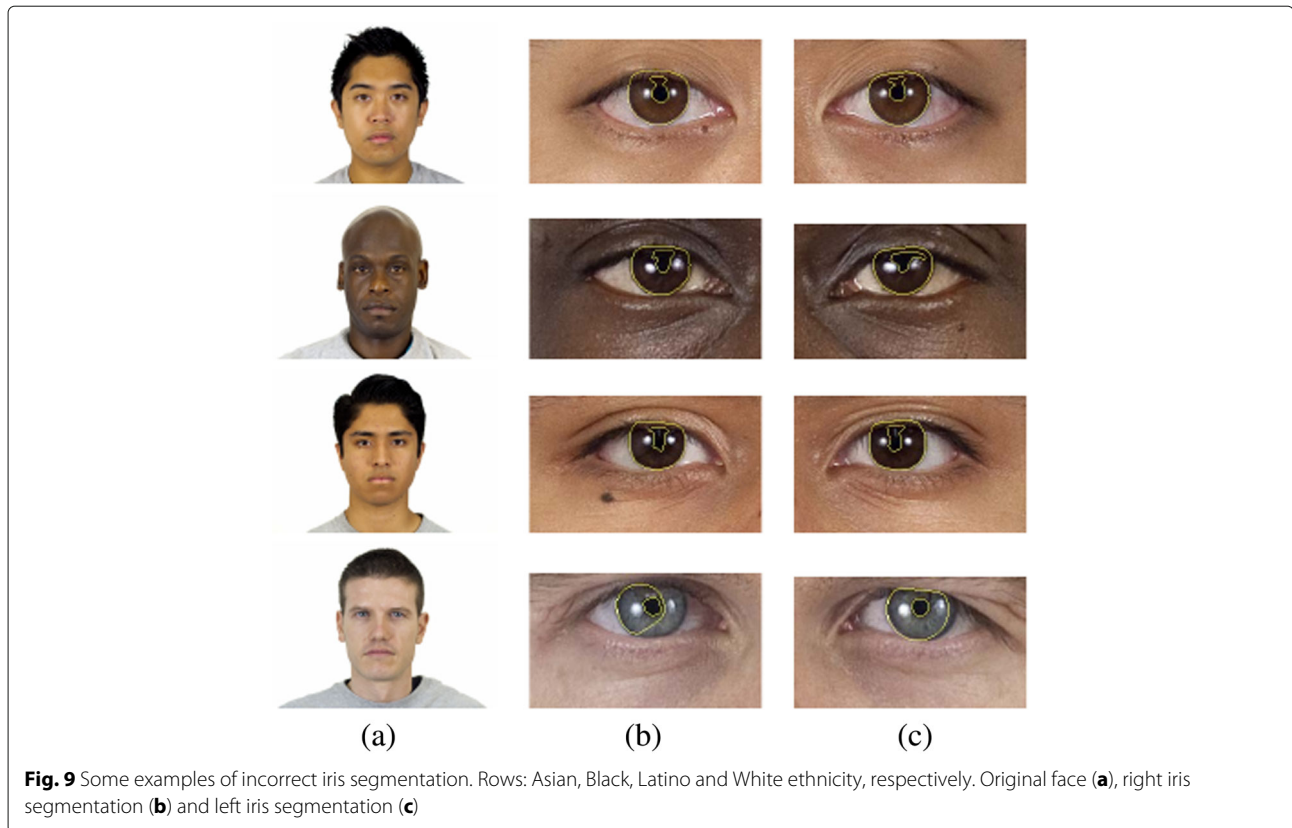 (a) (b) (c)
Fig. 9 Some examples of incorrect iris segmentation. Rows: Asian, Black, Latino and White ethnicity, respectively. Original face (a), right iris
segmentation (b) and left iris segmentation (c)